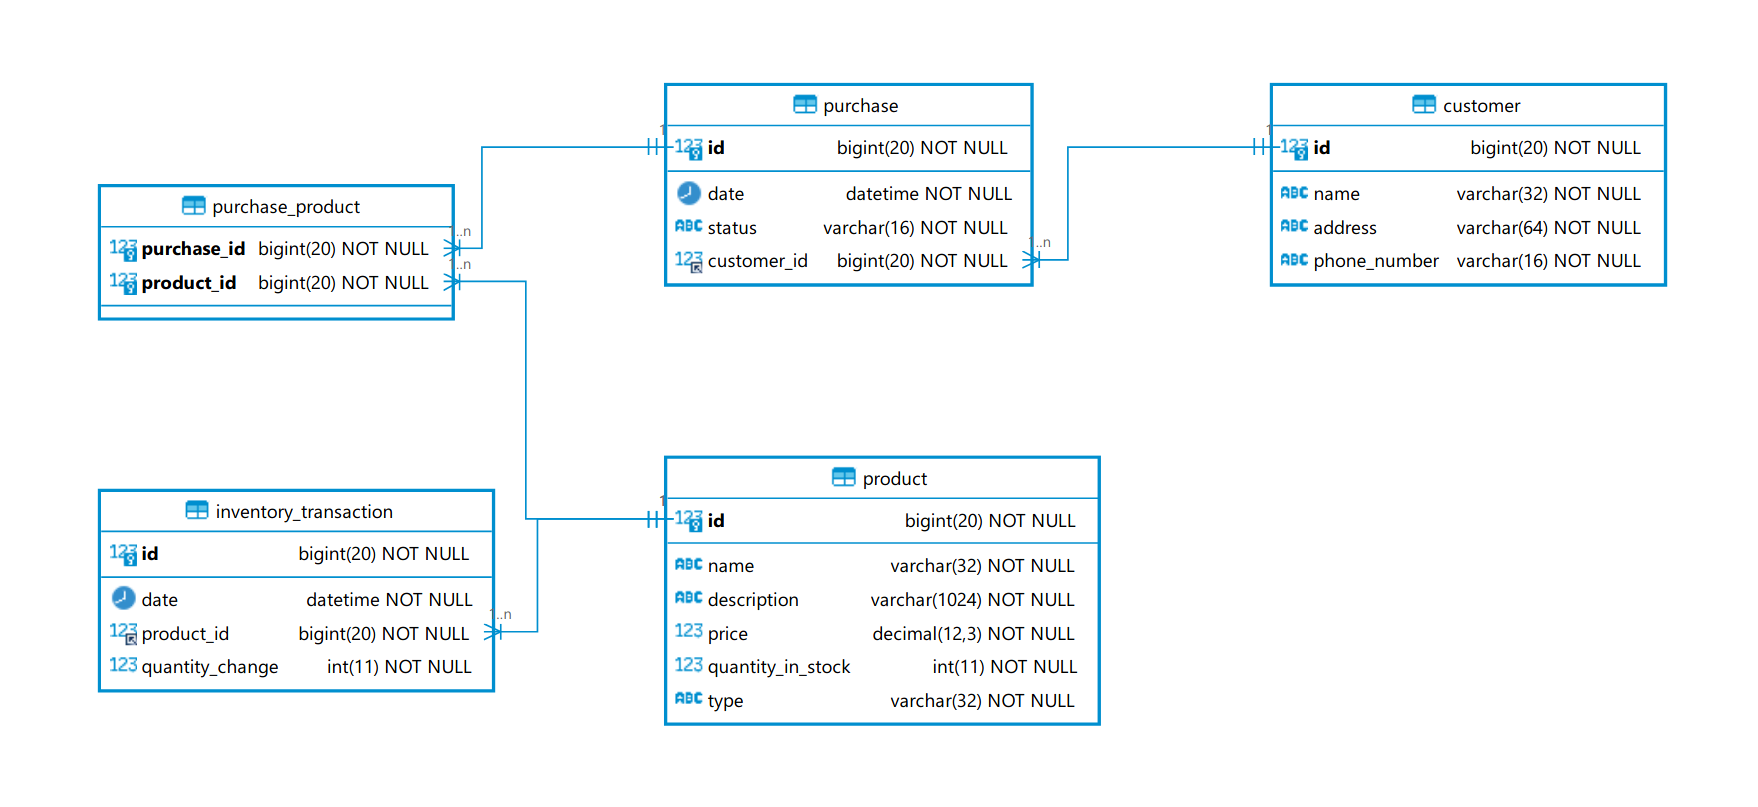 purchase
1
123 id bigint(20) NOT NULL
date datetime NOT NULL
ABC status varchar(16) NOT NULL
1..n
123 customer_id bigint(20) NOT NULL
customer
1
123 id bigint(20) NOT NULL
ABC name varchar(32) NOT NULL
ABC address varchar(64) NOT NULL
ABC phone_number varchar(16) NOT NULL
purchase_product
1..n
123 purchase_id bigint(20) NOT NULL
1..n
123 product_id bigint(20) NOT NULL
product
1
123 id bigint(20) NOT NULL
ABC name varchar(32) NOT NULL
ABC description varchar(1024) NOT NULL
123 price decimal(12,3) NOT NULL
123 quantity_in_stock int(11) NOT NULL
ABC type varchar(32) NOT NULL
inventory_transaction
123 id bigint(20) NOT NULL
date datetime NOT NULL
1..n
123 product_id bigint(20) NOT NULL
123 quantity_change int(11) NOT NULL